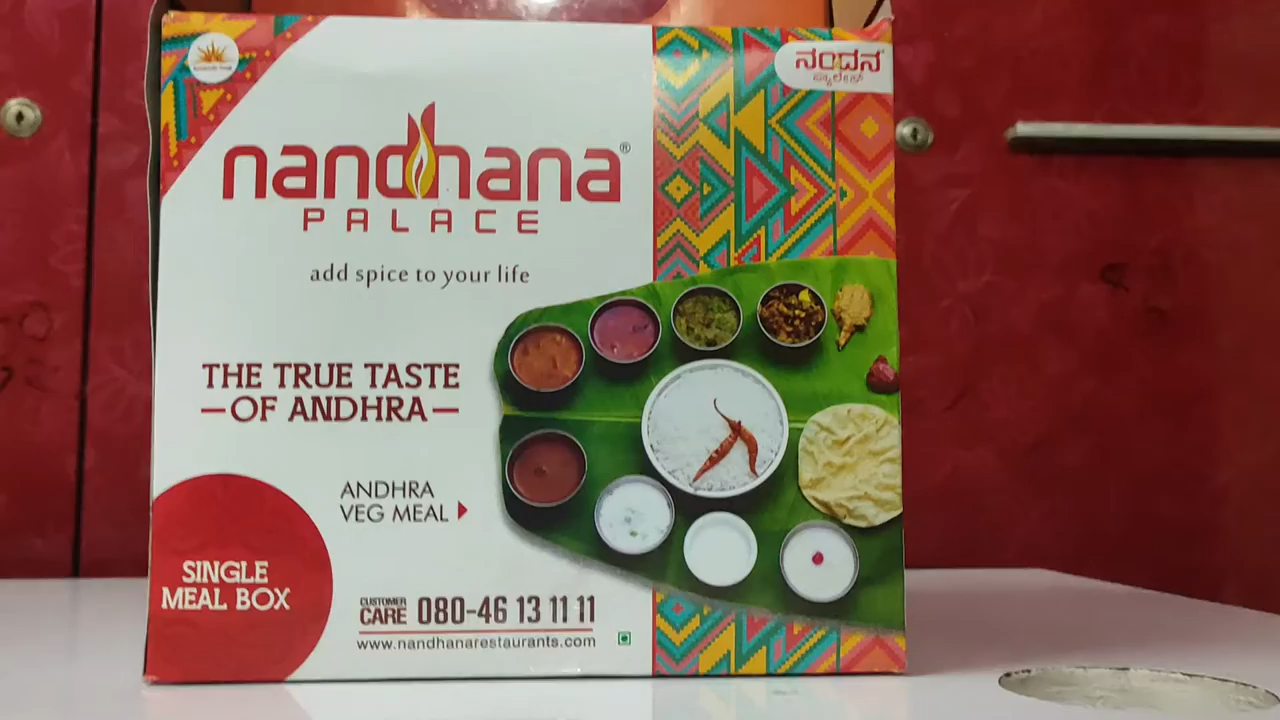 nandhana®
PALACE
add spice to your life
ನಂದನ
ಪ್ಯಾಲೇಸ್
THE TRUE TASTE
OF ANDHRA
ANDHRA
VEG MEAL
SINGLE
MEAL BOX
CUSTOMER
CARE 080-46 13 11 11
www.nandhanarestaurants.com